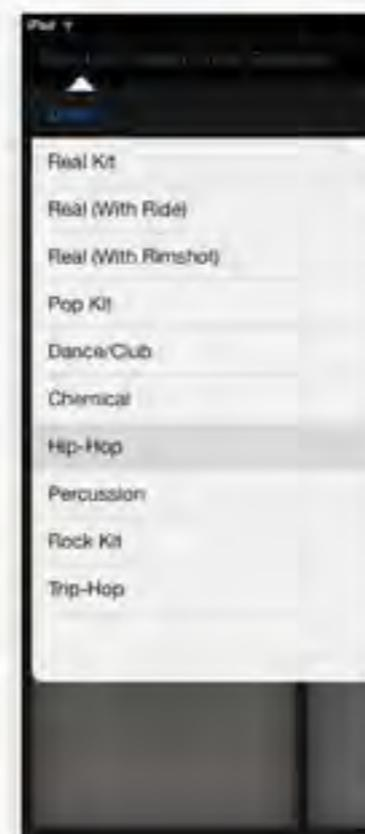 iPad
Real Kit
Real (With Ride)
Real (With Rimshot)
Pop Kit
Dance/Club
Chemical
Hip-Hop
Percussion
Rock Kit
Trip-Hop